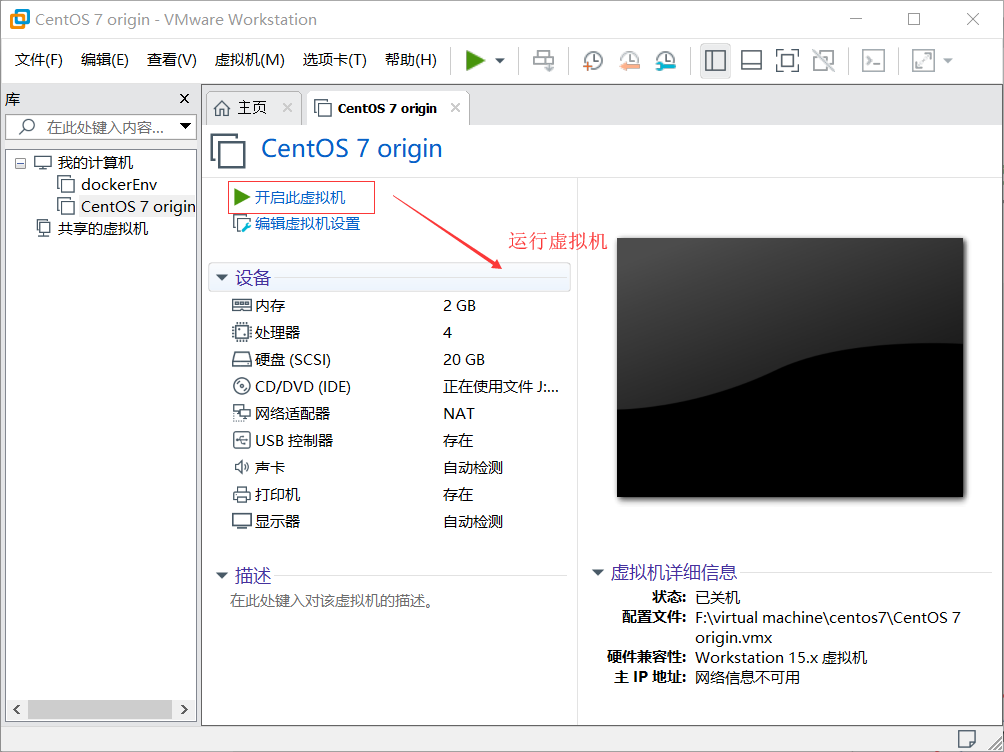 CentOS 7 origin - VMware Workstation
文件(F) 编辑(E) 查看(V) 虚拟机(M) 选项卡(T) 帮助(H)
库
在此处键入内容...
我的计算机
dockerEnv
CentOS 7 origin
共享的虚拟机
主页
CentOS 7 origin
CentOS 7 origin
开启此虚拟机
编辑虚拟机设置
运行虚拟机
设备
内存 2 GB
处理器 4
硬盘 (SCSI) 20 GB
CD/DVD (IDE) 正在使用文件 J:...
网络适配器 NAT
USB 控制器 存在
声卡 自动检测
打印机 存在
显示器 自动检测
描述
在此处键入对该虚拟机的描述。
虚拟机详细信息
状态: 已关机
配置文件: F:\virtual machine\centos7\CentOS 7
origin.vmx
硬件兼容性: Workstation 15.x 虚拟机
主 IP 地址: 网络信息不可用